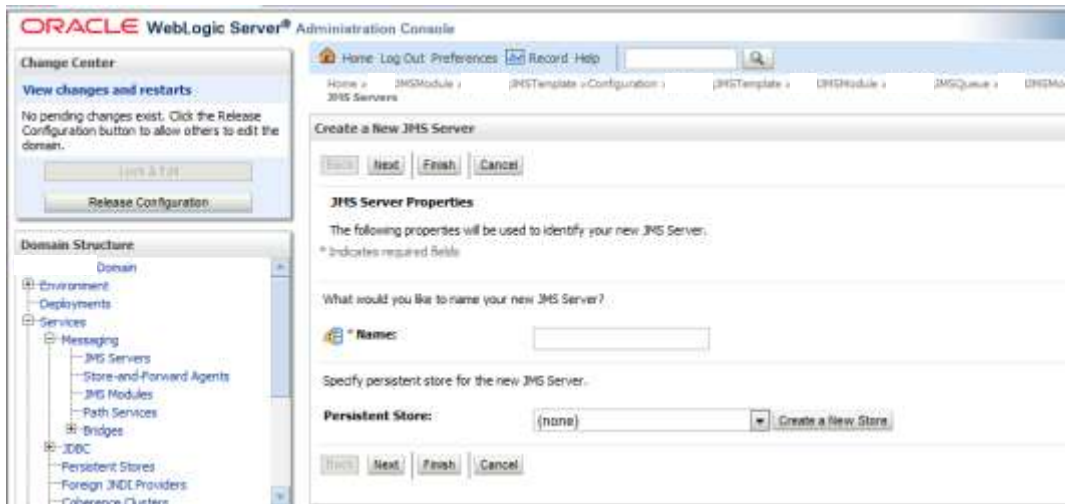 ORACLE WebLogic Server® Administration Console
Change Center
View changes and restarts
No pending changes exist. Click the Release
Configuration button to allow others to edit the
domain.
Lock & Edit
Release Configuration
Domain Structure
Domain
Environment
Deployments
Services
Messaging
JMS Servers
Store-and-Forward Agents
JMS Modules
Path Services
Bridges
JDBC
Persistent Stores
Foreign JNDI Providers
Coherence Clusters
Home Log Out Preferences Record Help
Home > JMSModule > JMSTemplate > Configuration > JMSTemplate > JMSModule > JMSQueue > JMSMo
JMS Servers
Create a New JMS Server
Back Next Finish Cancel
JMS Server Properties
The following properties will be used to identify your new JMS Server.
* Indicates required fields
What would you like to name your new JMS Server?
* Name:
Specify persistent store for the new JMS Server.
Persistent Store: (none) Create a New Store
Back Next Finish Cancel